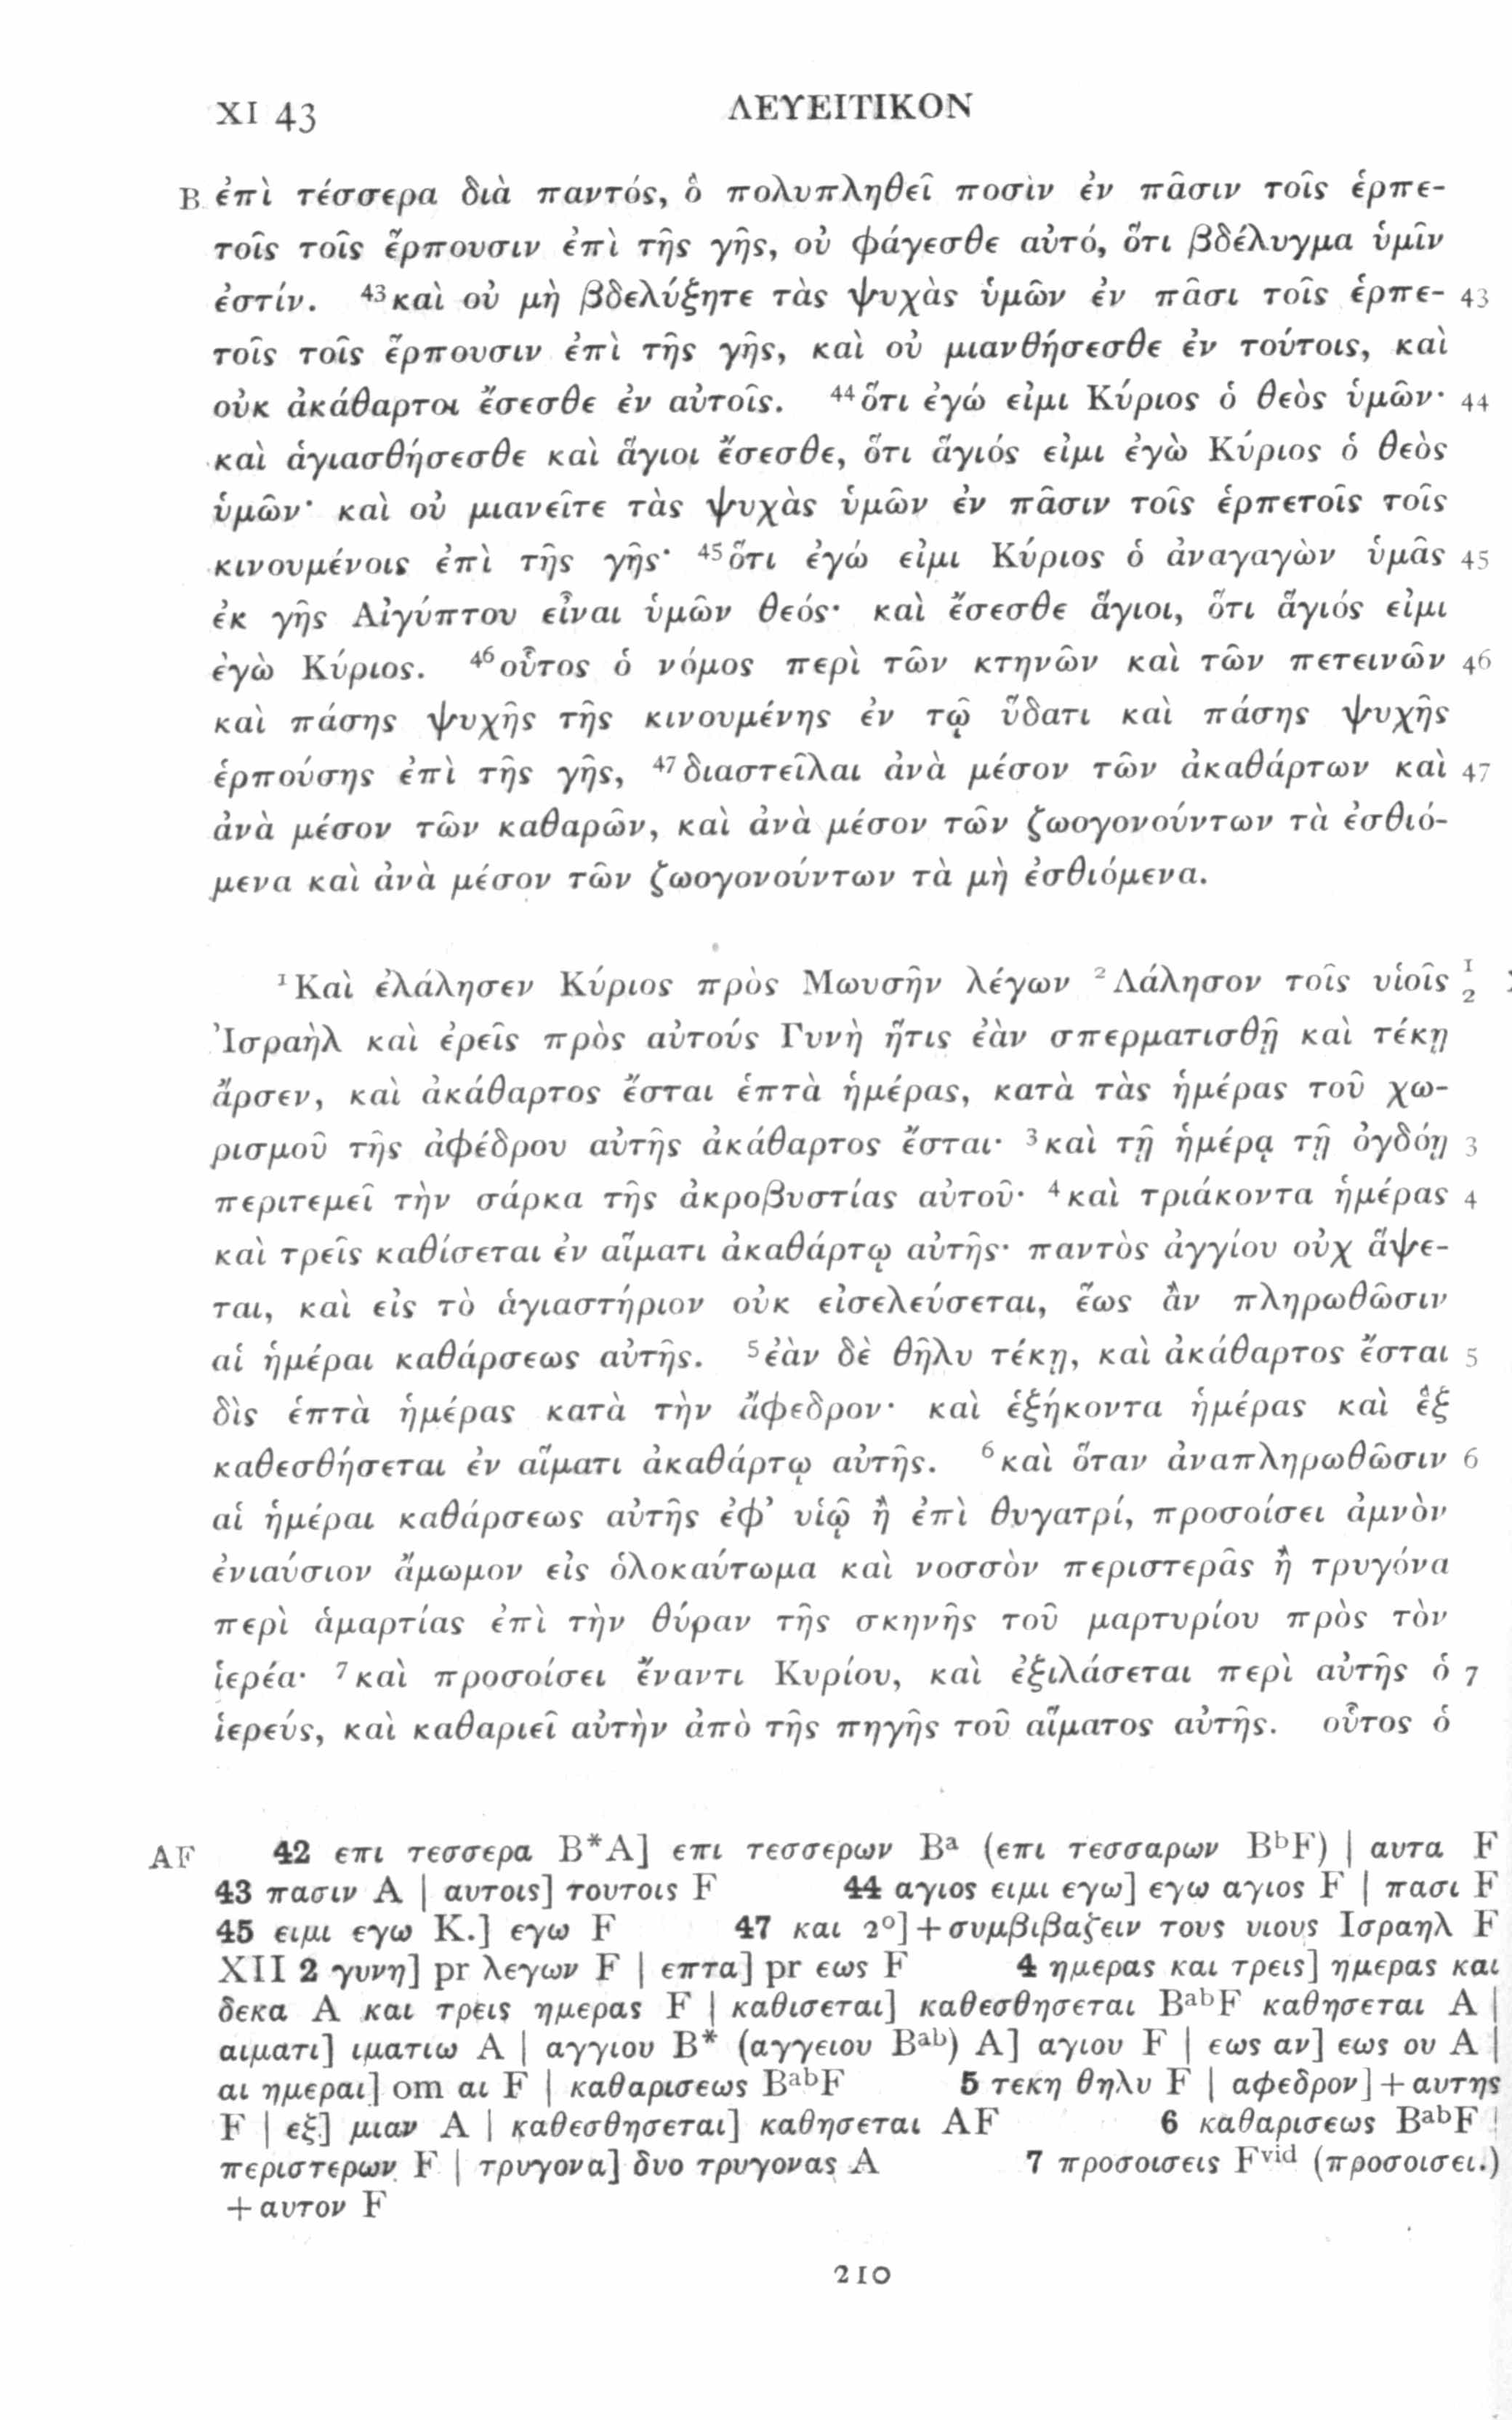 XI 43 ΛΕΥΕΙΤΙΚΟΝ
B ἐπὶ τέσσερα διὰ παντός, ὃ πολυπληθεῖ ποσὶν ἐν πᾶσιν τοῖς ἑρπε-
τοῖς τοῖς ἕρπουσιν ἐπὶ τῆς γῆς, οὐ φάγεσθε αὐτό, ὅτι βδέλυγμα ὑμῖν
ἐστίν. ⁴³καὶ οὐ μὴ βδελύξητε τὰς ψυχὰς ὑμῶν ἐν πᾶσι τοῖς ἑρπε- 43
τοῖς τοῖς ἕρπουσιν ἐπὶ τῆς γῆς, καὶ οὐ μιανθήσεσθε ἐν τούτοις, καὶ
οὐκ ἀκάθαρτοι ἔσεσθε ἐν αὐτοῖς. ⁴⁴ὅτι ἐγώ εἰμι Κύριος ὁ θεὸς ὑμῶν· 44
καὶ ἁγιασθήσεσθε καὶ ἅγιοι ἔσεσθε, ὅτι ἅγιός εἰμι ἐγὼ Κύριος ὁ θεὸς
ὑμῶν· καὶ οὐ μιανεῖτε τὰς ψυχὰς ὑμῶν ἐν πᾶσιν τοῖς ἑρπετοῖς τοῖς
κινουμένοις ἐπὶ τῆς γῆς· ⁴⁵ὅτι ἐγώ εἰμι Κύριος ὁ ἀναγαγὼν ὑμᾶς 45
ἐκ γῆς Αἰγύπτου εἶναι ὑμῶν θεός· καὶ ἔσεσθε ἅγιοι, ὅτι ἅγιός εἰμι
ἐγὼ Κύριος. ⁴⁶οὗτος ὁ νόμος περὶ τῶν κτηνῶν καὶ τῶν πετεινῶν 46
καὶ πάσης ψυχῆς τῆς κινουμένης ἐν τῷ ὕδατι καὶ πάσης ψυχῆς
ἑρπούσης ἐπὶ τῆς γῆς, ⁴⁷διαστεῖλαι ἀνὰ μέσον τῶν ἀκαθάρτων καὶ 47
ἀνὰ μέσον τῶν καθαρῶν, καὶ ἀνὰ μέσον τῶν ζωογονούντων τὰ ἐσθιό-
μενα καὶ ἀνὰ μέσον τῶν ζωογονούντων τὰ μὴ ἐσθιόμενα.
¹Καὶ ἐλάλησεν Κύριος πρὸς Μωυσῆν λέγων ²Λάλησον τοῖς υἱοῖς 1 2
Ἰσραὴλ καὶ ἐρεῖς πρὸς αὐτούς Γυνὴ ἥτις ἐὰν σπερματισθῇ καὶ τέκῃ
ἄρσεν, καὶ ἀκάθαρτος ἔσται ἑπτὰ ἡμέρας, κατὰ τὰς ἡμέρας τοῦ χω-
ρισμοῦ τῆς ἀφέδρου αὐτῆς ἀκάθαρτος ἔσται· ³καὶ τῇ ἡμέρᾳ τῇ ὀγδόῃ 3
περιτεμεῖ τὴν σάρκα τῆς ἀκροβυστίας αὐτοῦ· ⁴καὶ τριάκοντα ἡμέρας 4
καὶ τρεῖς καθίσεται ἐν αἵματι ἀκαθάρτῳ αὐτῆς· παντὸς ἀγγίου οὐχ ἅψε-
ται, καὶ εἰς τὸ ἁγιαστήριον οὐκ εἰσελεύσεται, ἕως ἂν πληρωθῶσιν
αἱ ἡμέραι καθάρσεως αὐτῆς. ⁵ἐὰν δὲ θῆλυ τέκῃ, καὶ ἀκάθαρτος ἔσται 5
δὶς ἑπτὰ ἡμέρας κατὰ τὴν ἄφεδρον· καὶ ἑξήκοντα ἡμέρας καὶ ἓξ
καθεσθήσεται ἐν αἵματι ἀκαθάρτῳ αὐτῆς. ⁶καὶ ὅταν ἀναπληρωθῶσιν 6
αἱ ἡμέραι καθάρσεως αὐτῆς ἐφ’ υἱῷ ἢ ἐπὶ θυγατρί, προσοίσει ἀμνὸν
ἐνιαύσιον ἄμωμον εἰς ὁλοκαύτωμα καὶ νοσσὸν περιστερᾶς ἢ τρυγόνα
περὶ ἁμαρτίας ἐπὶ τὴν θύραν τῆς σκηνῆς τοῦ μαρτυρίου πρὸς τὸν
ἱερέα· ⁷καὶ προσοίσει ἔναντι Κυρίου, καὶ ἐξιλάσεται περὶ αὐτῆς ὁ 7
ἱερεύς, καὶ καθαριεῖ αὐτὴν ἀπὸ τῆς πηγῆς τοῦ αἵματος αὐτῆς. οὗτος ὁ
AF 42 επι τεσσερα B*A] επι τεσσερων Bᵃ (επι τεσσαρων BᵇF) | αυτα F
43 πασιν A | αυτοις] τουτοις F 44 αγιος ειμι εγω] εγω αγιος F | πασι F
45 ειμι εγω K.] εγω F 47 και 2º] + συμβιβαζειν τους υιους Ισραηλ F
XII 2 γυνη] pr λεγων F | επτα] pr εως F 4 ημερας και τρεις] ημερας και
δεκα A και τρεις ημερας F | καθισεται] καθεσθησεται BᵃᵇF καθησεται A |
αιματι] ιματιω A | αγγιου B* (αγγειου Bᵃᵇ) A] αγιου F | εως αν] εως ου A |
αι ημεραι] om αι F | καθαρισεως BᵃᵇF 5 τεκη θηλυ F | αφεδρον] + αυτης
F | εξ] μιαν A | καθεσθησεται] καθησεται AF 6 καθαρισεως BᵃᵇF |
περιστερων F | τρυγονα] δυο τρυγονας A 7 προσοισεις Fᵛⁱᵈ (προσοισει.)
+ αυτον F
210